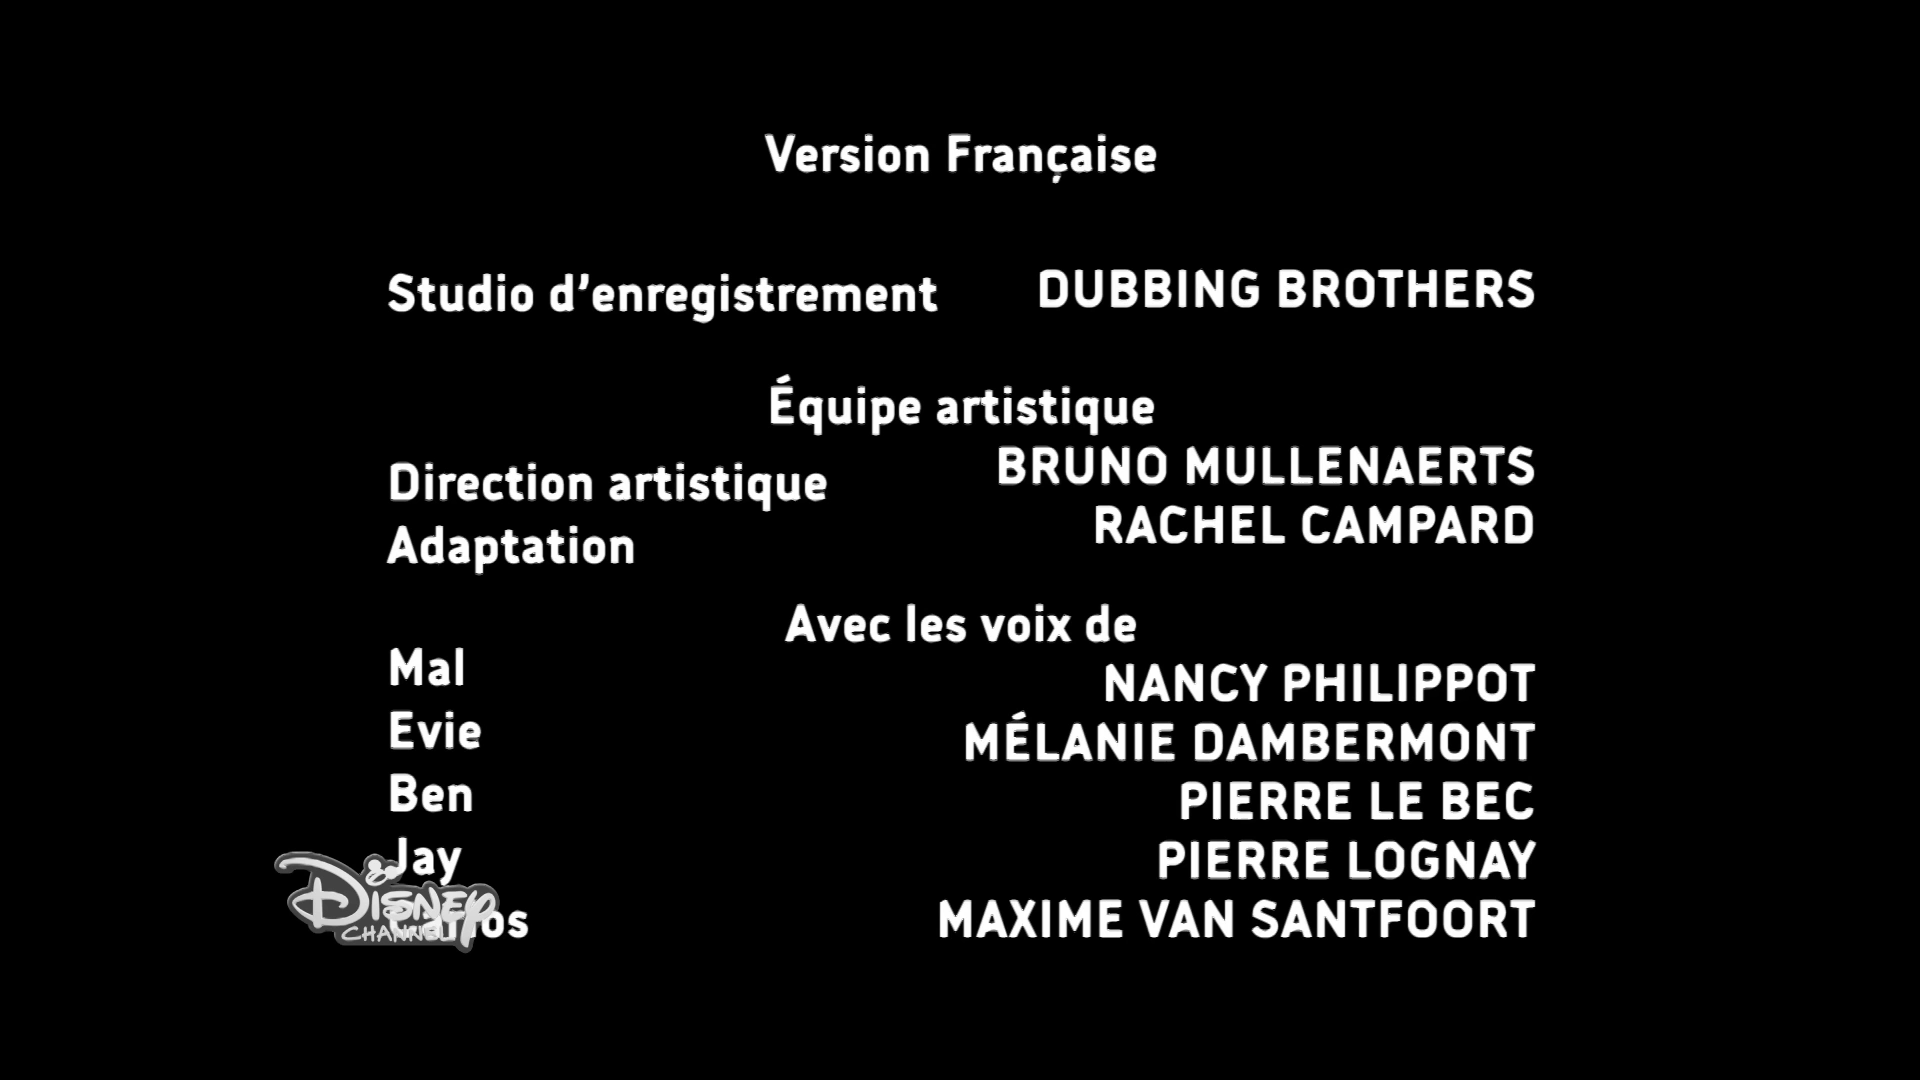 Version Française
Studio d’enregistrement DUBBING BROTHERS
Équipe artistique
Direction artistique BRUNO MULLENAERTS
Adaptation RACHEL CAMPARD
Avec les voix de
Mal NANCY PHILIPPOT
Evie MÉLANIE DAMBERMONT
Ben PIERRE LE BEC
Jay PIERRE LOGNAY
Carlos MAXIME VAN SANTFOORT
DISNEY
CHANNEL